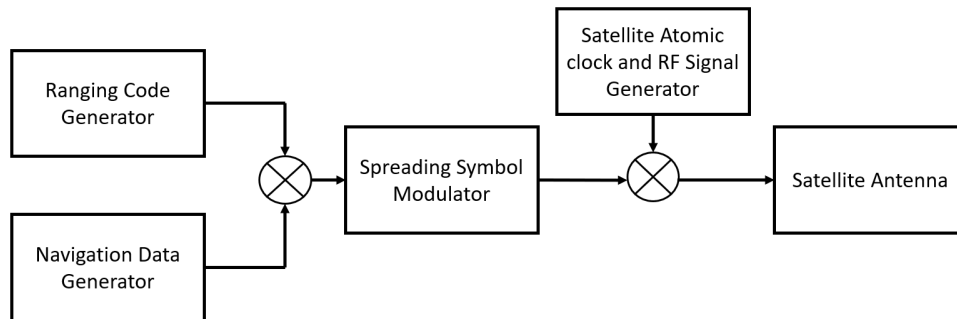 Satellite Atomic
clock and RF Signal
Generator
Ranging Code
Generator
Spreading Symbol
Modulator
Satellite Antenna
Navigation Data
Generator